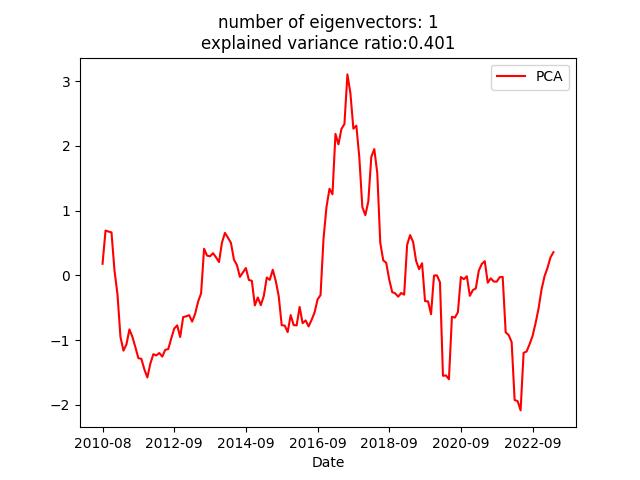 number of eigenvectors: 1
explained variance ratio:0.401
PCA
3
2
1
0
−1
−2
2010-08 2012-09 2014-09 2016-09 2018-09 2020-09 2022-09
Date